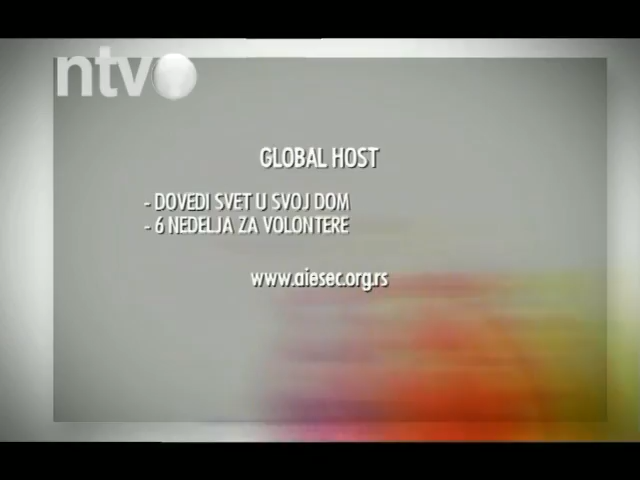 ntv
GLOBAL HOST
- DOVEDI SVET U SVOJ DOM
- 6 NEDELJA ZA VOLONTERE
www.aiesec.org.rs